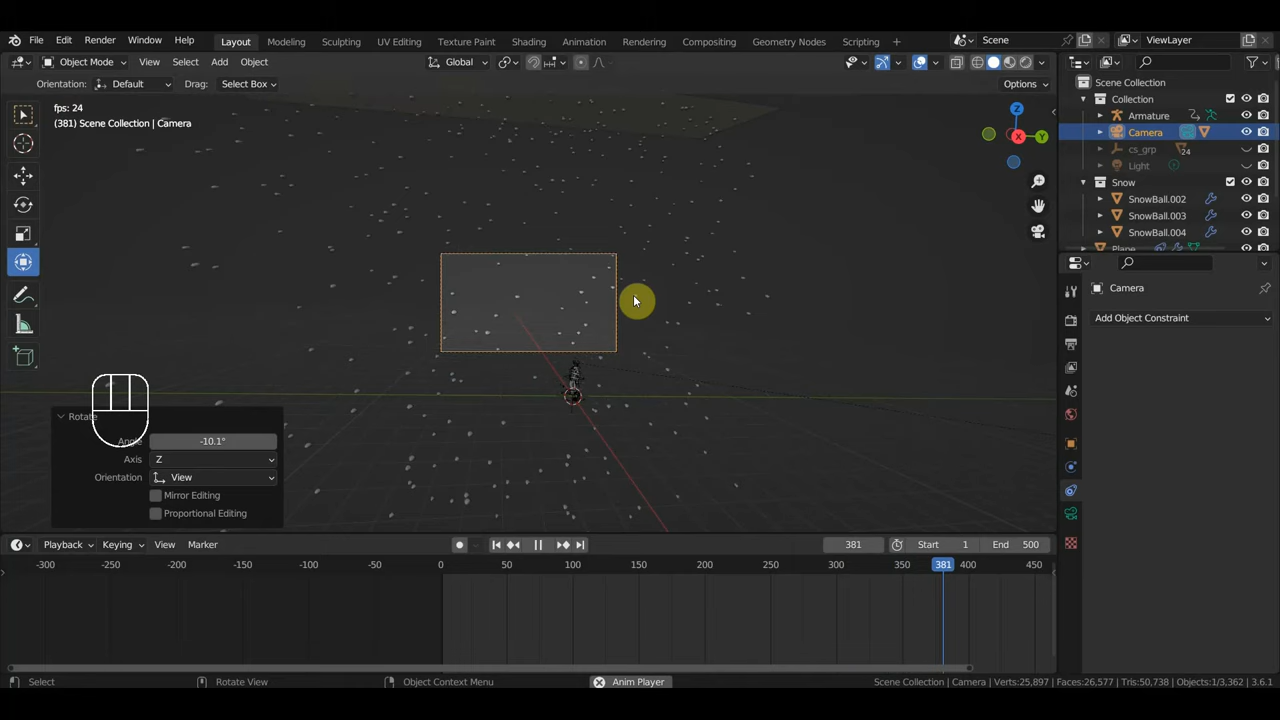 File Edit Render Window Help Layout Modeling Sculpting UV Editing Texture Paint Shading Animation Rendering Compositing Geometry Nodes Scripting + Scene ViewLayer
Object Mode View Select Add Object Global
Orientation: Default Drag: Select Box Options
fps: 24
(381) Scene Collection | Camera
Z
X
Y
Scene Collection
Collection
Armature
Camera
cs_grp 24
Light
Snow
SnowBall.002
SnowBall.003
SnowBall.004
Plane
Camera
Add Object Constraint
Rotate
Angle -10.1°
Axis Z
Orientation View
Mirror Editing
Proportional Editing
Playback Keying View Marker 381 Start 1 End 500
-300 -250 -200 -150 -100 -50 0 50 100 150 200 250 300 350 381 400 450
Select Rotate View Object Context Menu Anim Player Scene Collection | Camera | Verts:25,897 | Faces:26,577 | Tris:50,738 | Objects:1/3,362 | 3.6.1